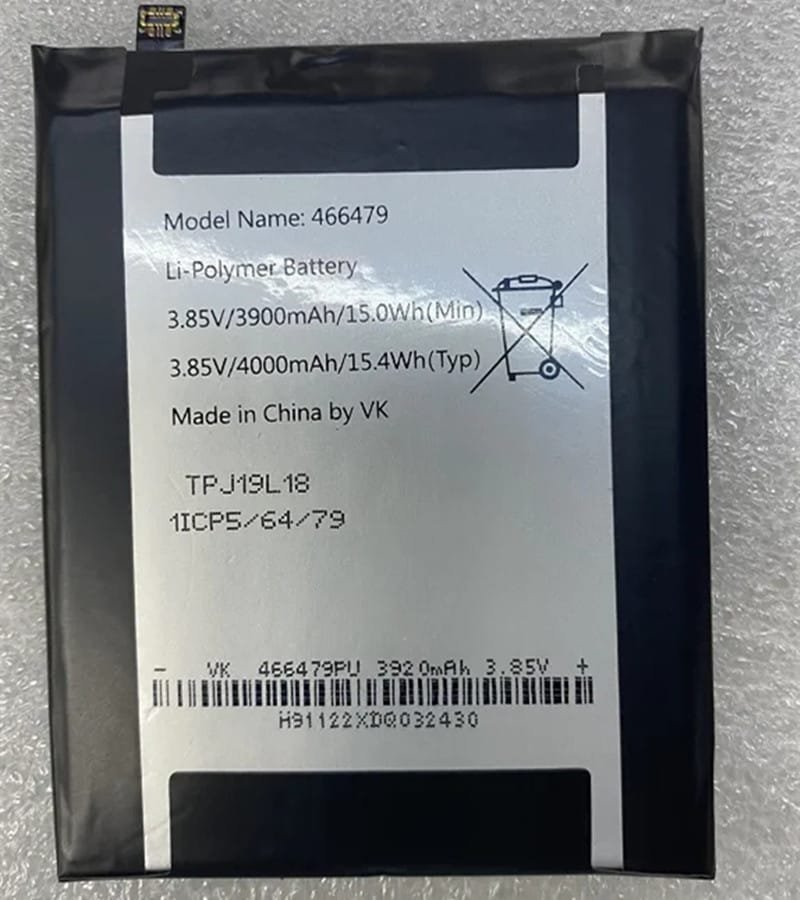 Model Name: 466479
Li-Polymer Battery
3.85V/3900mAh/15.0Wh(Min)
3.85V/4000mAh/15.4Wh(Typ)
Made in China by VK
TPJ19L18
1ICP5/64/79
- VK 466479PU 3920mAh 3.85V +
H91122XDQ032430